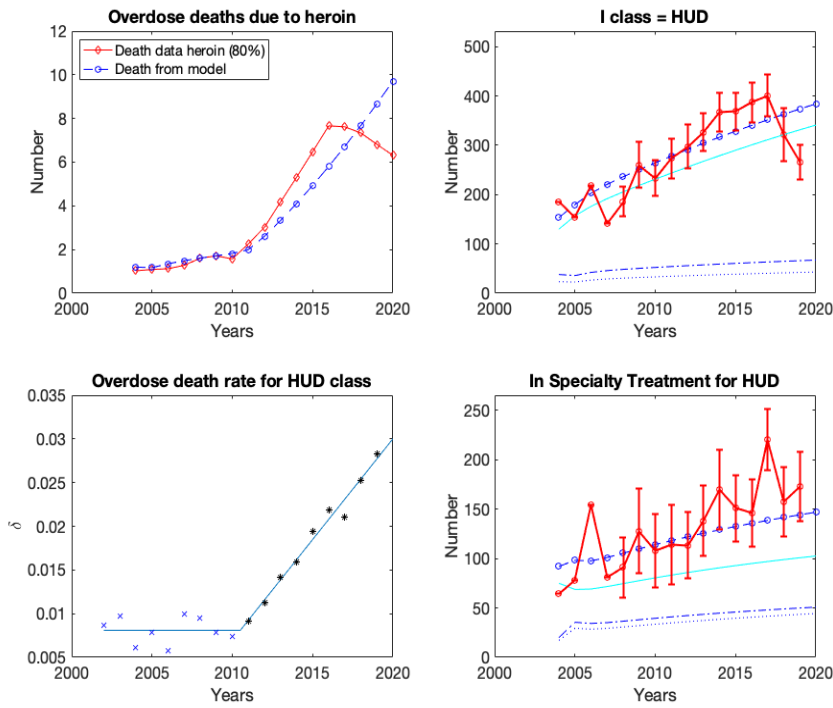 Overdose deaths due to heroin
12
10
8
6
4
2
0
Number
Death data heroin (80%)
Death from model
2000 2005 2010 2015 2020
Years
I class = HUD
500
400
300
200
100
0
Number
2000 2005 2010 2015 2020
Years
Overdose death rate for HUD class
0.035
0.03
0.025
0.02
0.015
0.01
0.005
δ
2000 2005 2010 2015 2020
Years
In Specialty Treatment for HUD
250
200
150
100
50
0
Number
2000 2005 2010 2015 2020
Years